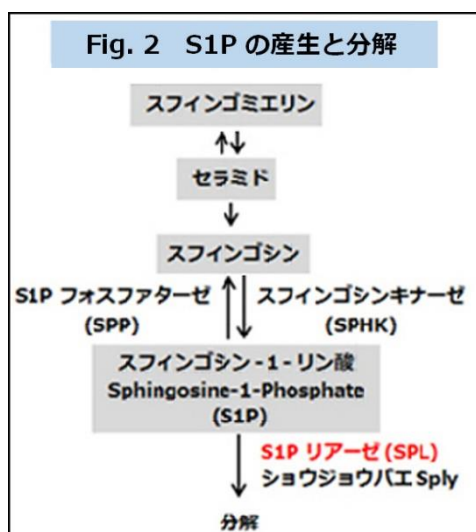 Fig. 2 S1P の産生と分解
スフィンゴミエリン
セラミド
スフィンゴシン
S1P フォスファターゼ
(SPP)
スフィンゴシンキナーゼ
(SPHK)
スフィンゴシン-1-リン酸
Sphingosine-1-Phosphate
(S1P)
S1P リアーゼ (SPL)
ショウジョウバエ Sply
分解